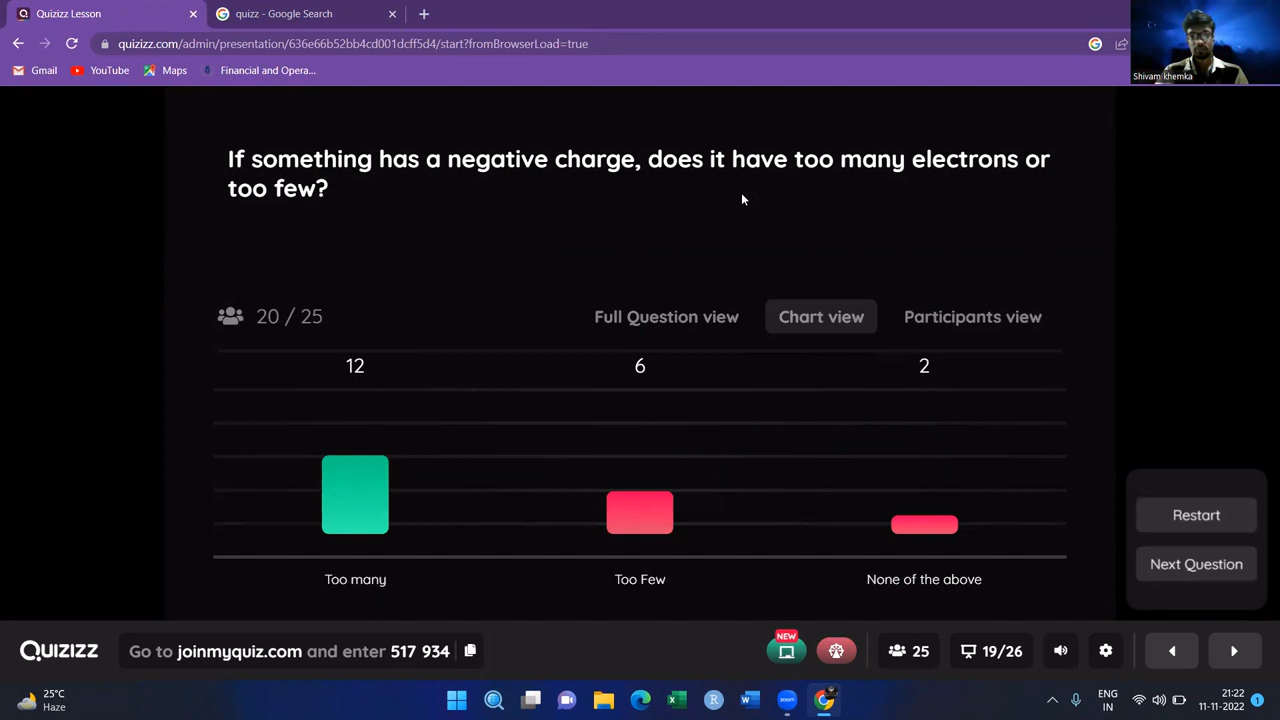 Quizizz Lesson
quizz - Google Search
quizizz.com/admin/presentation/636e66b52bb4cd001dcff5d4/start?fromBrowserLoad=true
Gmail
YouTube
Maps
Financial and Opera...
Shivam khemka
If something has a negative charge, does it have too many electrons or
too few?
20 / 25
Full Question view
Chart view
Participants view
12
6
2
Too many
Too Few
None of the above
Restart
Next Question
QUIZIZZ
Go to joinmyquiz.com and enter 517 934
NEW
25
19/26
25°C
Haze
zoom
ENG
IN
21:22
11-11-2022
1